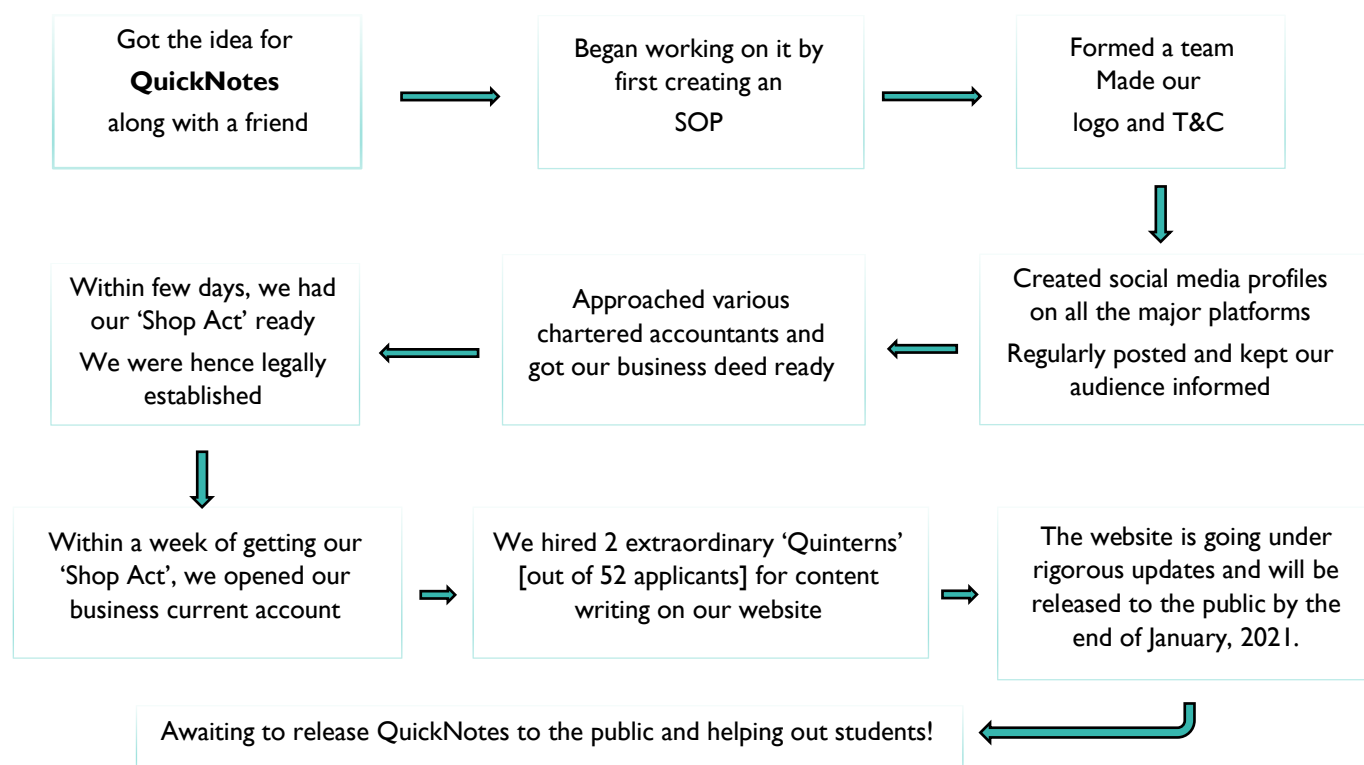 Got the idea for
QuickNotes
along with a friend
Began working on it by
first creating an
SOP
Formed a team
Made our
logo and T&C
Created social media profiles
on all the major platforms
Regularly posted and kept our
audience informed
Approached various
chartered accountants and
got our business deed ready
Within few days, we had
our ‘Shop Act’ ready
We were hence legally
established
Within a week of getting our
‘Shop Act’, we opened our
business current account
We hired 2 extraordinary ‘Quinterns’
[out of 52 applicants] for content
writing on our website
The website is going under
rigorous updates and will be
released to the public by the
end of January, 2021.
Awaiting to release QuickNotes to the public and helping out students!